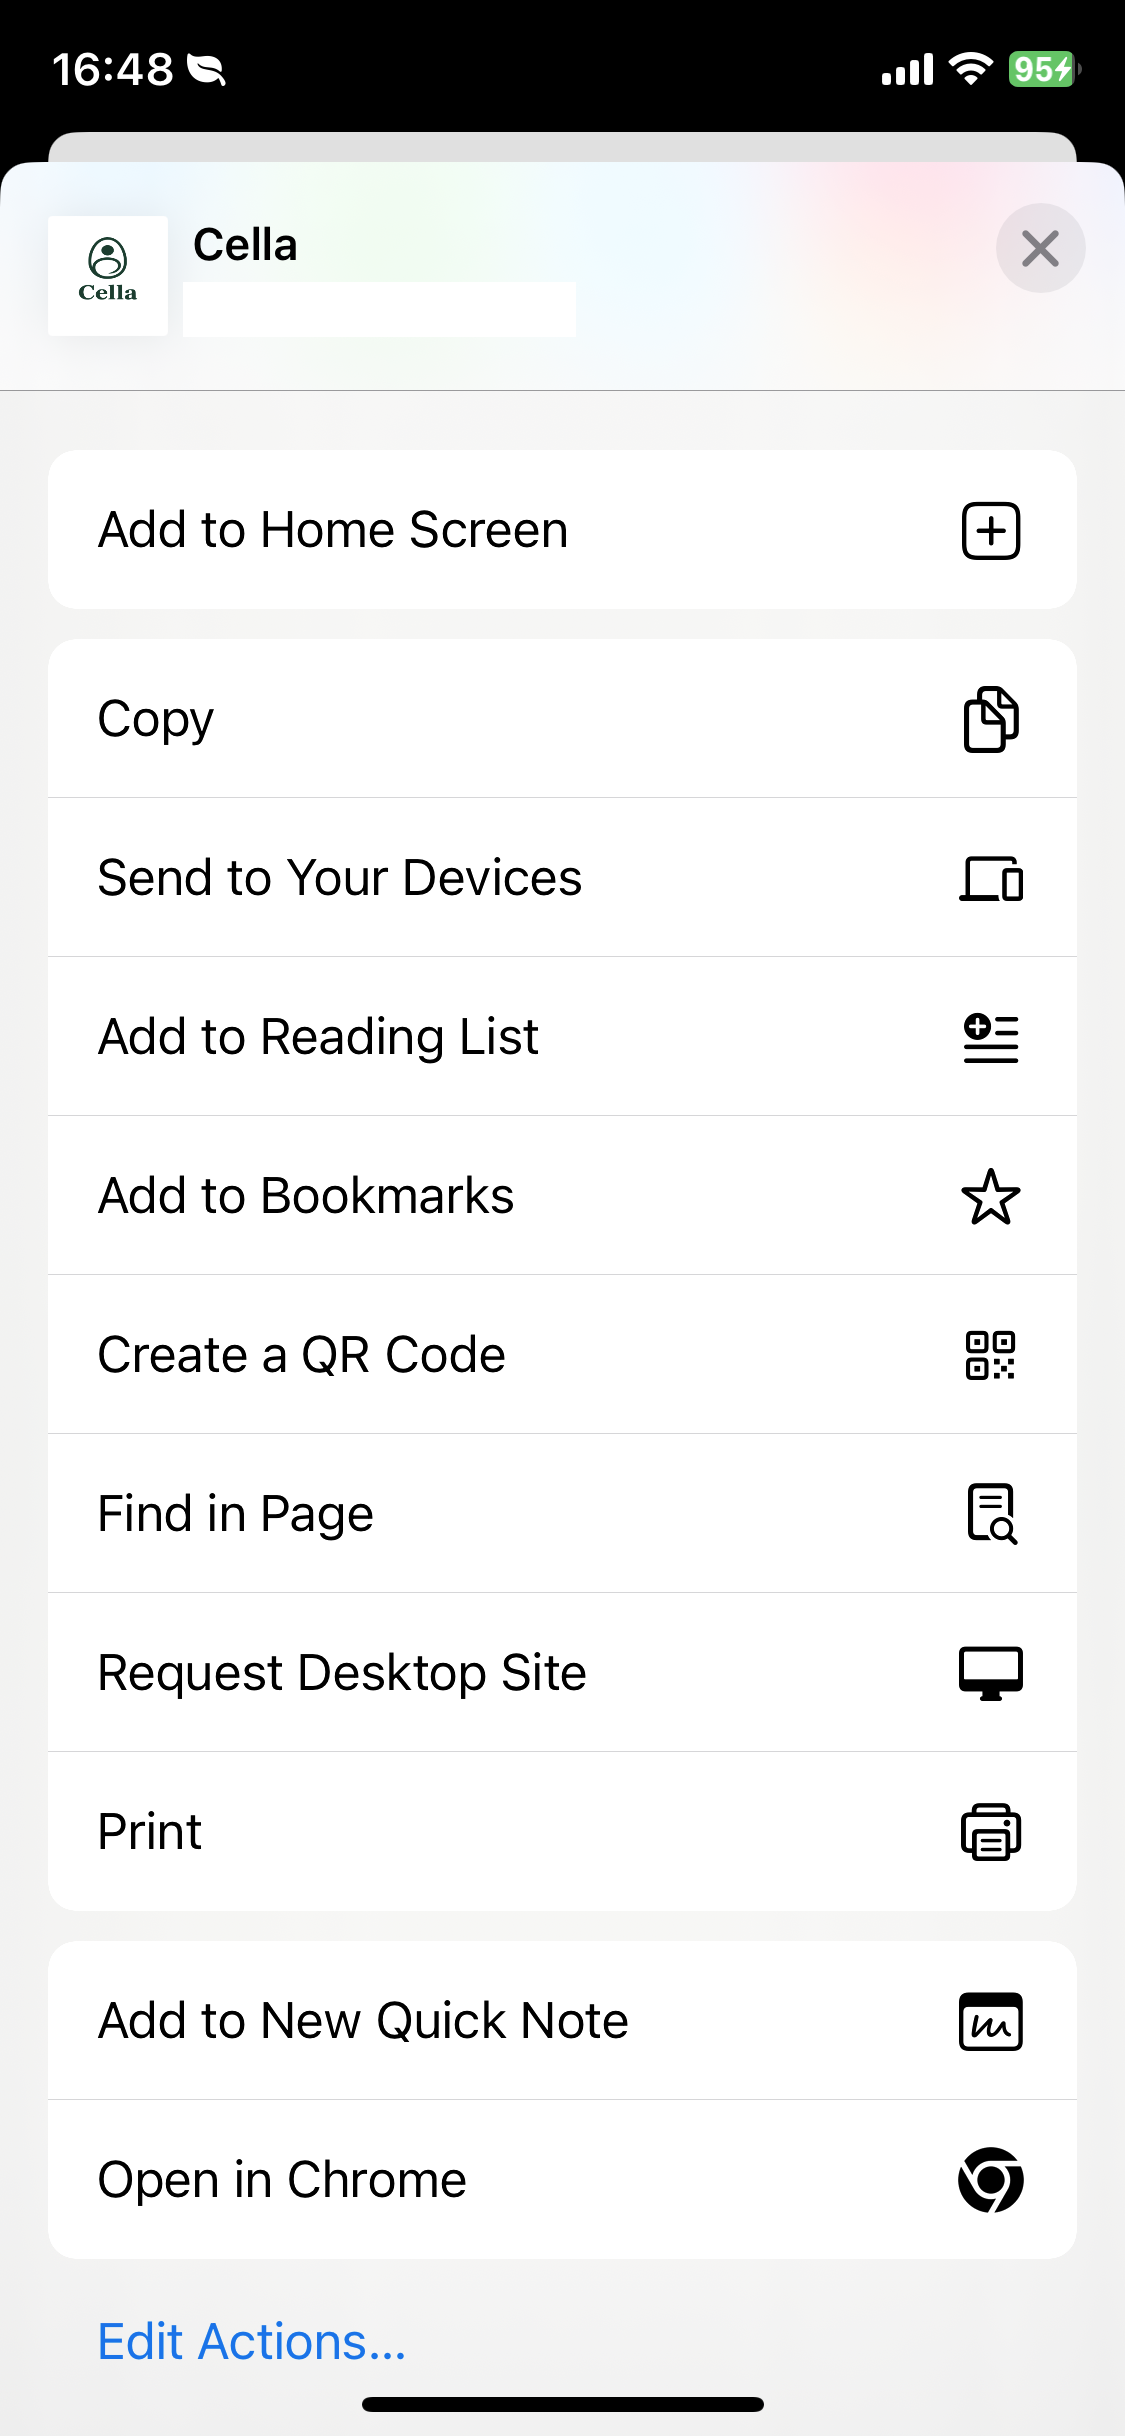 16:48
95
Cella
Cella
Add to Home Screen
Copy
Send to Your Devices
Add to Reading List
Add to Bookmarks
Create a QR Code
Find in Page
Request Desktop Site
Print
Add to New Quick Note
Open in Chrome
Edit Actions...